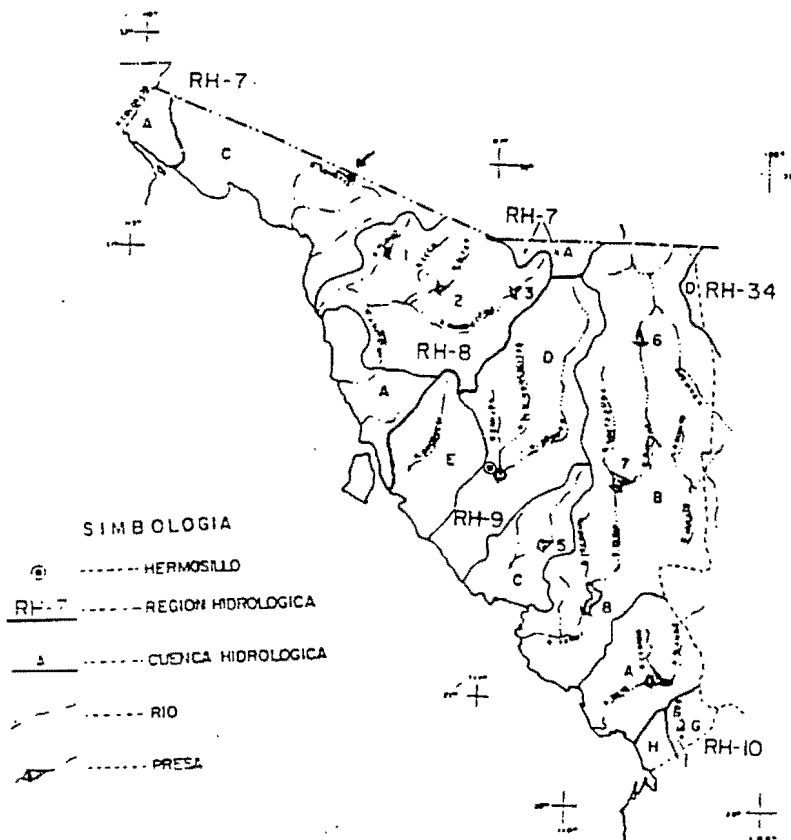 RH-7
A
C
RH-7
A
1
D
RH-34
2
3
6
RH-8
D
A
E
7
B
RH-9
5
C
8
A
E
G
H
RH-10
SIMBOLOGIA
HERMOSILLO
RH-7 REGION HIDROLOGICA
A CUENCA HIDROLOGICA
RIO
PRESA